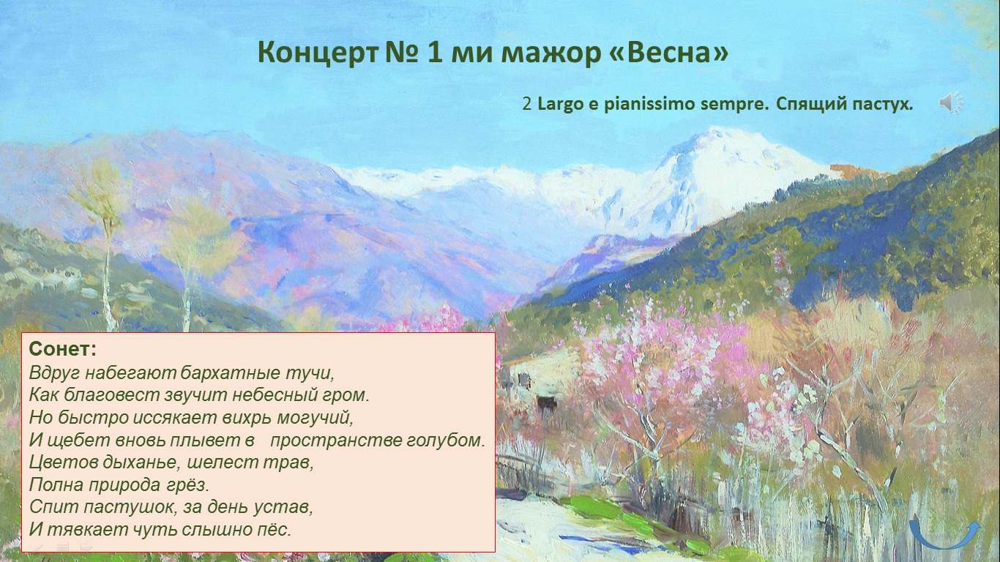 Концерт № 1 ми мажор «Весна»
2 Largo e pianissimo sempre. Спящий пастух.
Сонет:
Вдруг набегают бархатные тучи,
Как благовест звучит небесный гром.
Но быстро иссякает вихрь могучий,
И щебет вновь плывет в пространстве голубом.
Цветов дыханье, шелест трав,
Полна природа грёз.
Спит пастушок, за день устав,
И тявкает чуть слышно пёс.